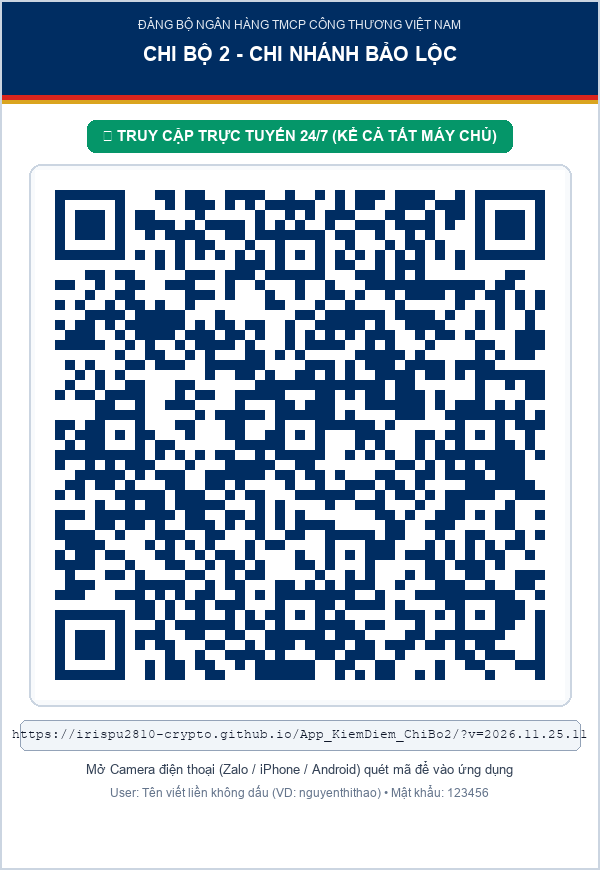 ĐẢNG BỘ NGÂN HÀNG TMCP CÔNG THƯƠNG VIỆT NAM
CHI BỘ 2 - CHI NHÁNH BẢO LỘC
TRUY CẬP TRỰC TUYẾN 24/7 (KỂ CẢ TẮT MÁY CHỦ)
https://irispu2810-crypto.github.io/App_KiemDiem_ChiBo2/?v=2026.11.25.11
Mở Camera điện thoại (Zalo / iPhone / Android) quét mã để vào ứng dụng
User: Tên viết liền không dấu (VD: nguyenthithao) • Mật khẩu: 123456